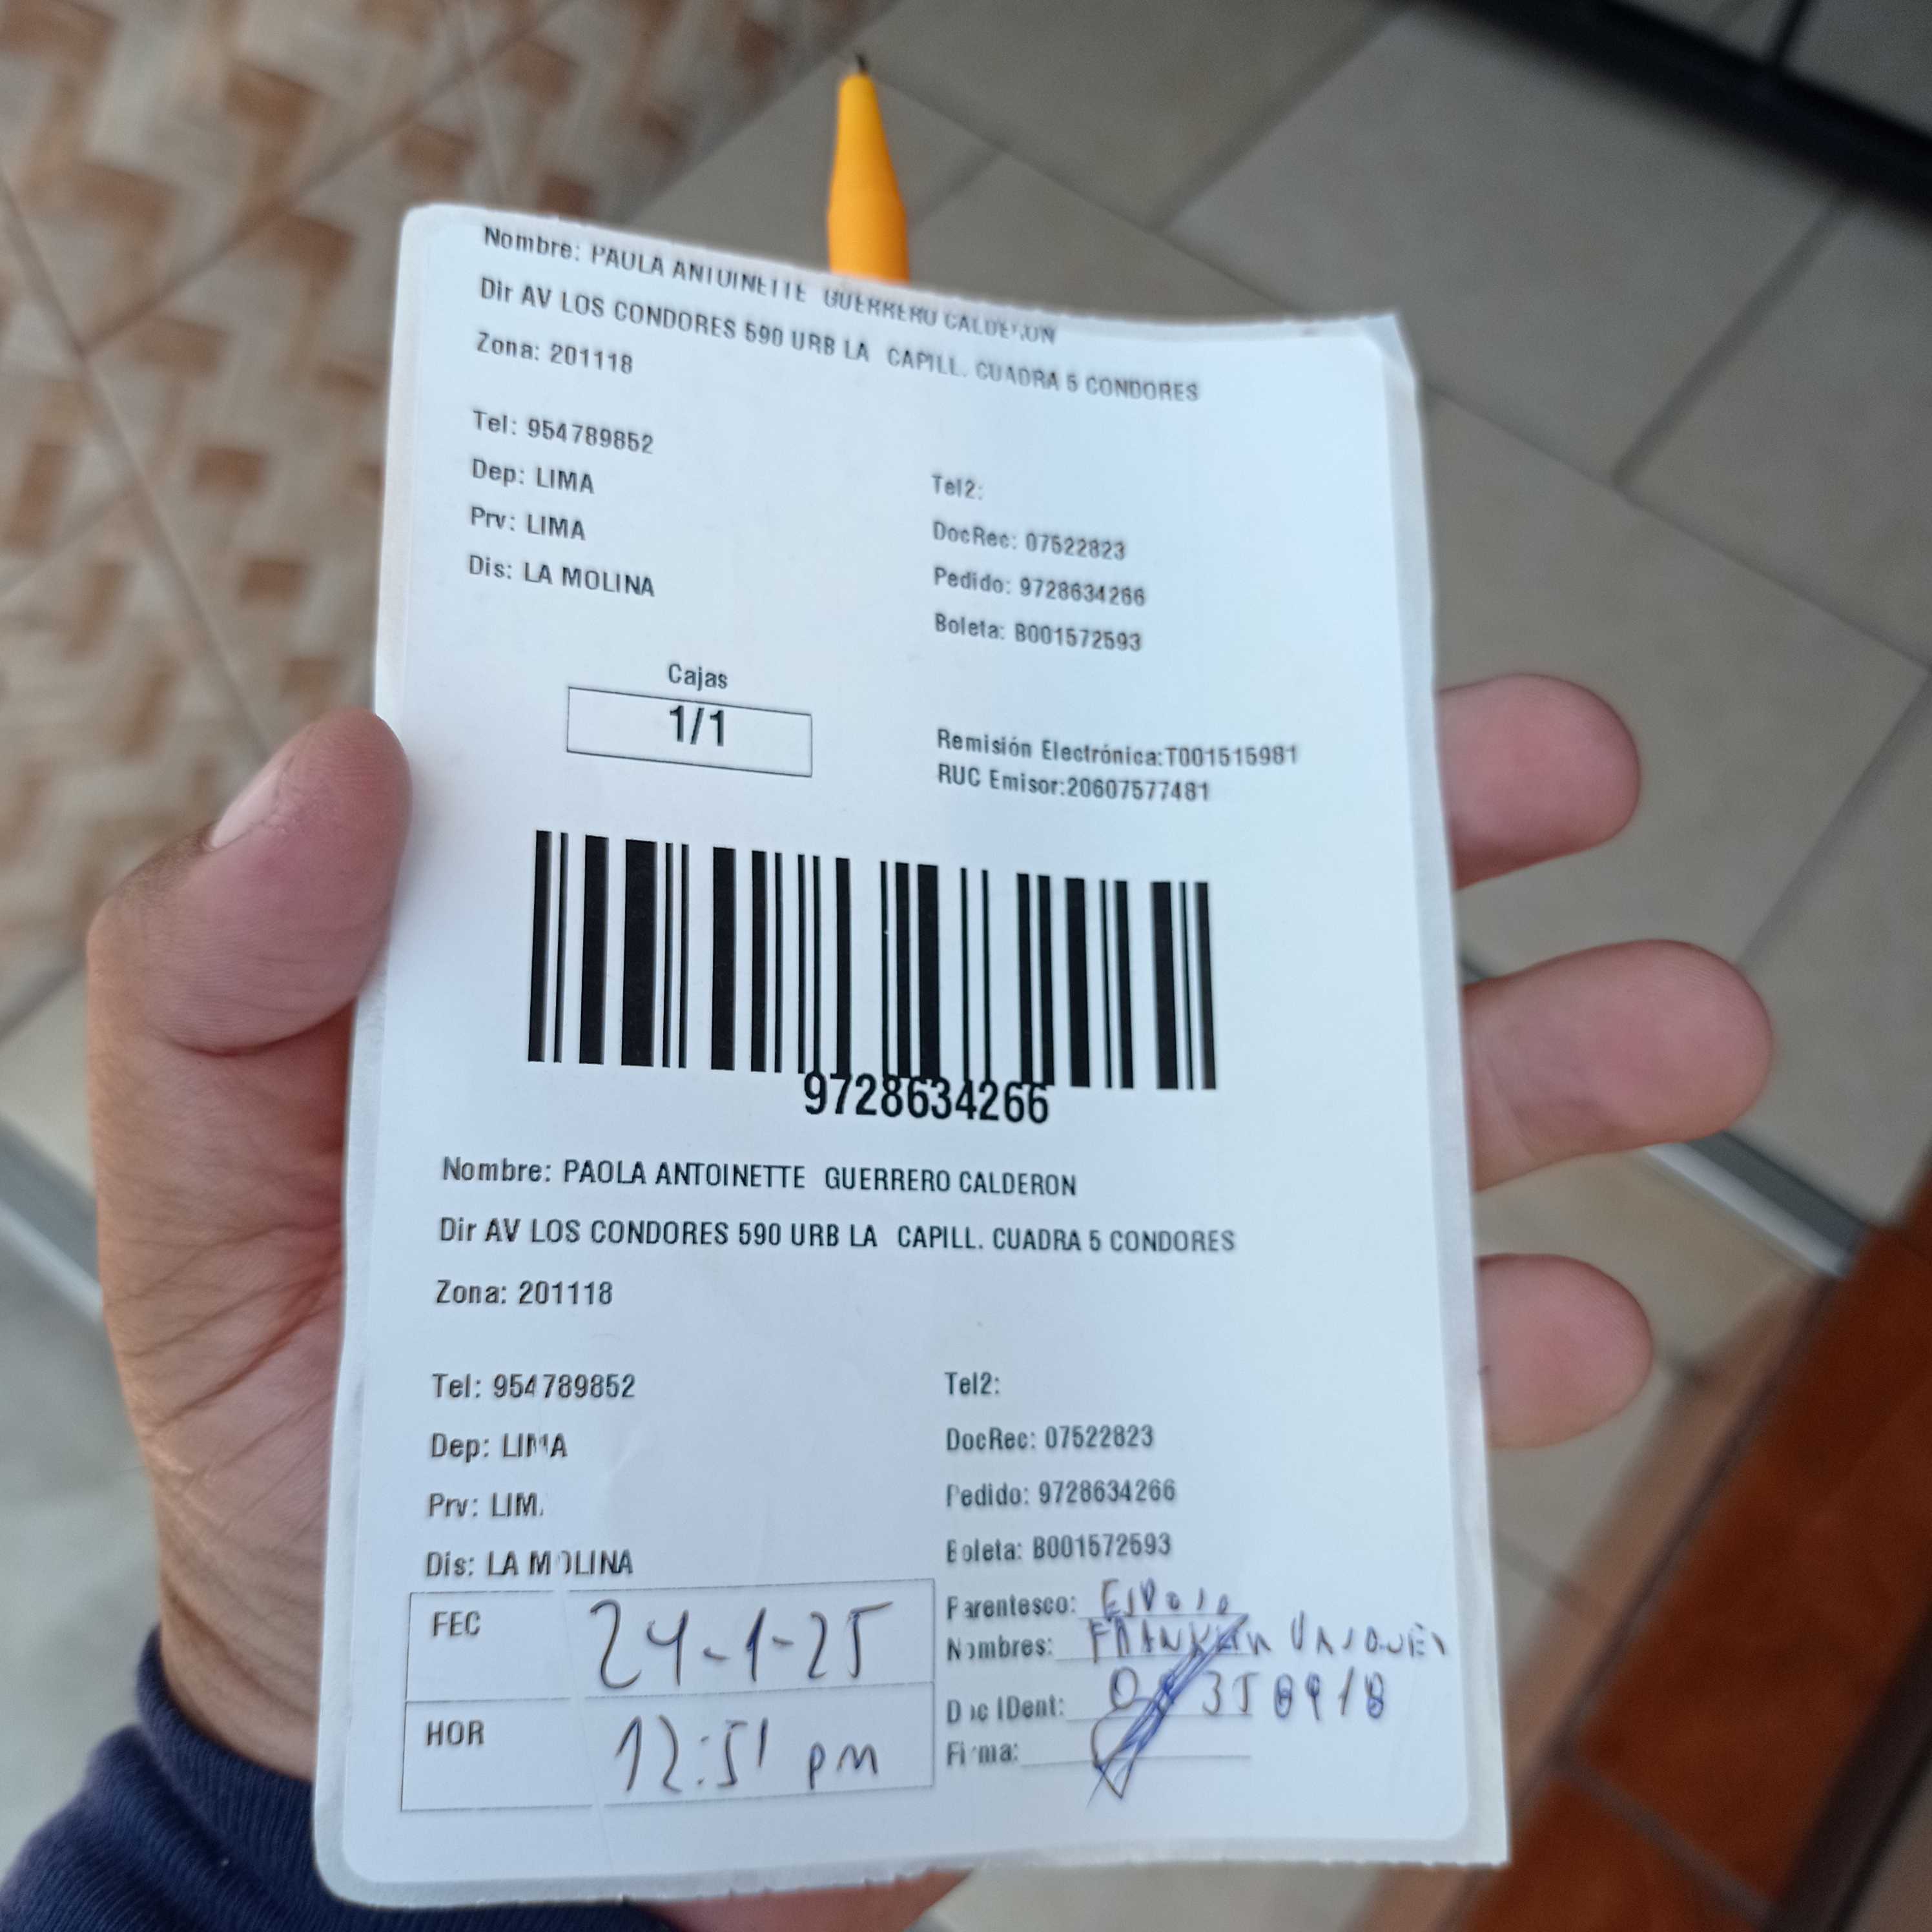 Nombre: PAOLA ANTOINETTE GUERRERO CALDERON
Dir AV LOS CONDORES 590 URB LA CAPILL. CUADRA 5 CONDORES
Zona: 201118
Tel: 954789852
Tel2:
Dep: LIMA
DocRec: 07522823
Prv: LIMA
Pedido: 9728634266
Dis: LA MOLINA
Boleta: B001572593
Cajas
1/1
Remisión Electrónica:T001515981
RUC Emisor:20607577481
9728634266
Nombre: PAOLA ANTOINETTE GUERRERO CALDERON
Dir AV LOS CONDORES 590 URB LA CAPILL. CUADRA 5 CONDORES
Zona: 201118
Tel: 954789852
Tel2:
Dep: LIMA
DocRec: 07522823
Prv: LIM
Pedido: 9728634266
Dis: LA MOLINA
Boleta: B001572593
FEC 24-1-25
Parentesco: Esposo
Nombres: FRANKLIN VASQUEZ
HOR 12:51 pm
Doc IDent:
Firma: